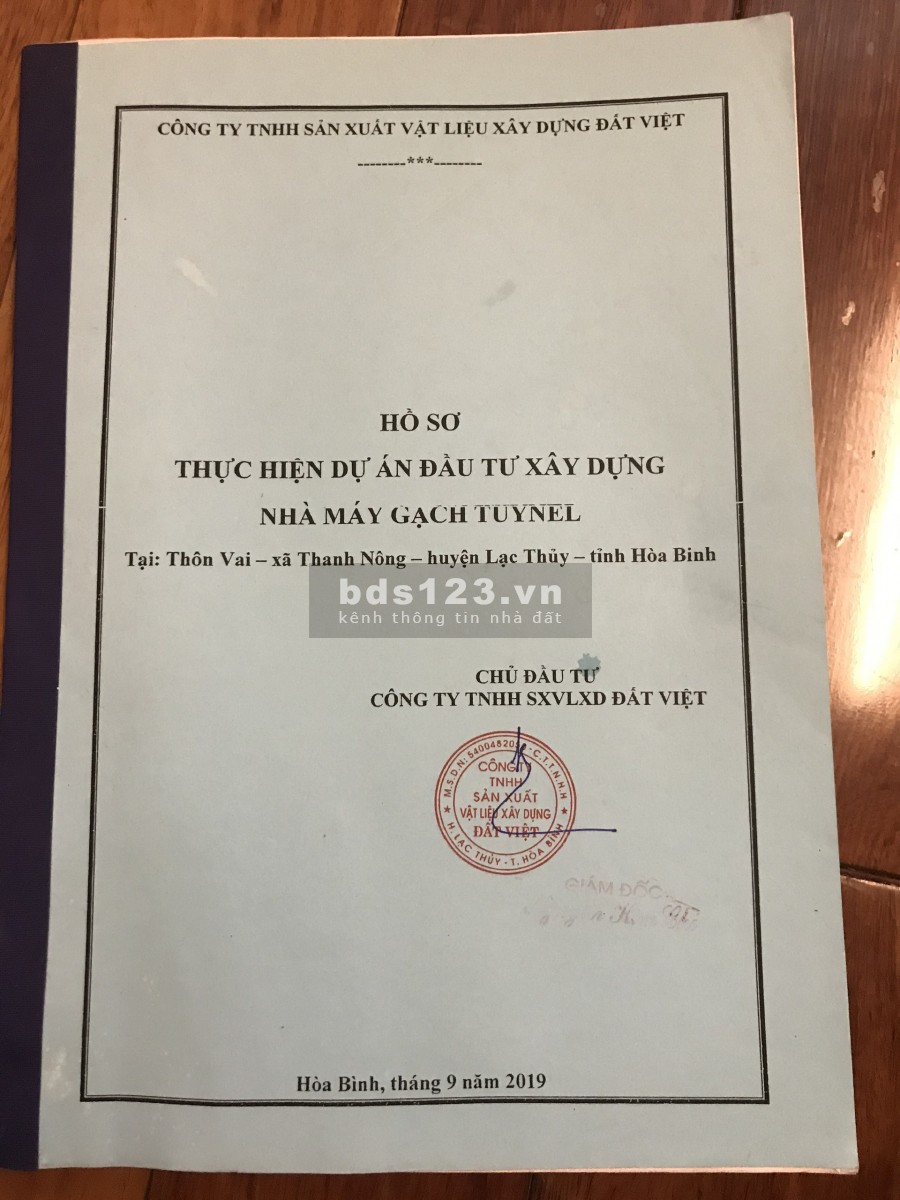 CÔNG TY TNHH SẢN XUẤT VẬT LIỆU XÂY DỰNG ĐẤT VIỆT
--------***--------
HỒ SƠ
THỰC HIỆN DỰ ÁN ĐẦU TƯ XÂY DỰNG
NHÀ MÁY GẠCH TUYNEL
Tại: Thôn Vai – xã Thanh Nông – huyện Lạc Thủy – tỉnh Hòa Bình
bds123.vn
kênh thông tin nhà đất
CHỦ ĐẦU TƯ
CÔNG TY TNHH SXVLXD ĐẤT VIỆT
M.S.D.N: C.T.T.N.H.H
CÔNG TY
TNHH
SẢN XUẤT
VẬT LIỆU XÂY DỰNG
ĐẤT VIỆT
H. LẠC THỦY - T. HÒA BÌNH
GIÁM ĐỐC
Hòa Bình, tháng 9 năm 2019